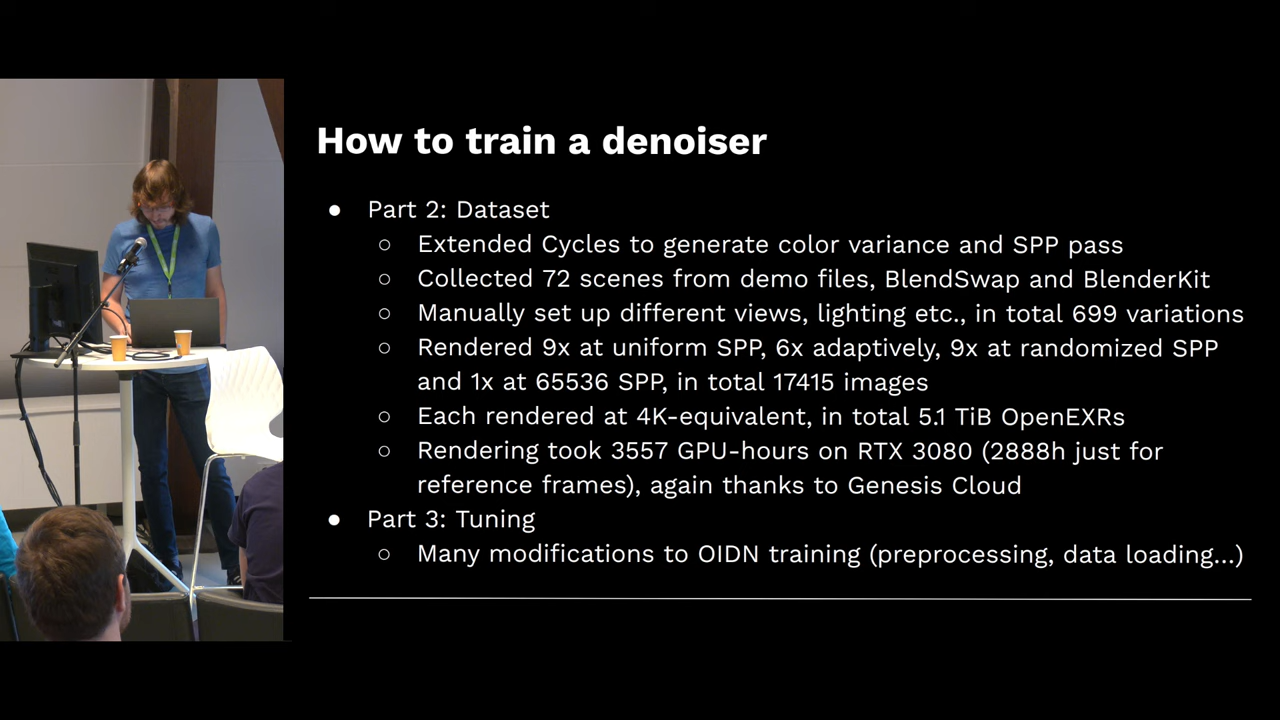 How to train a denoiser
● Part 2: Dataset
○ Extended Cycles to generate color variance and SPP pass
○ Collected 72 scenes from demo files, BlendSwap and BlenderKit
○ Manually set up different views, lighting etc., in total 699 variations
○ Rendered 9x at uniform SPP, 6x adaptively, 9x at randomized SPP
and 1x at 65536 SPP, in total 17415 images
○ Each rendered at 4K-equivalent, in total 5.1 TiB OpenEXRs
○ Rendering took 3557 GPU-hours on RTX 3080 (2888h just for
reference frames), again thanks to Genesis Cloud
● Part 3: Tuning
○ Many modifications to OIDN training (preprocessing, data loading...)